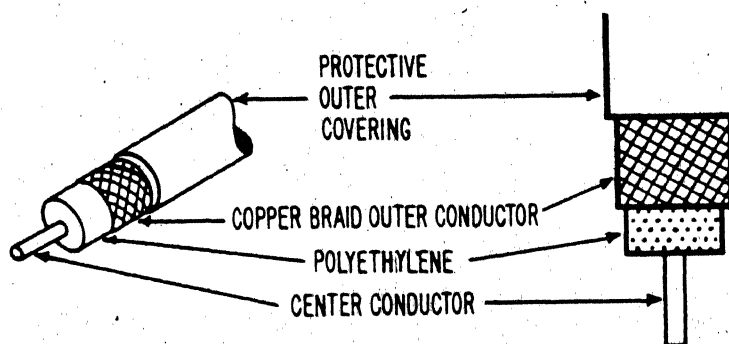 PROTECTIVE
OUTER
COVERING
COPPER BRAID OUTER CONDUCTOR
POLYETHYLENE
CENTER CONDUCTOR